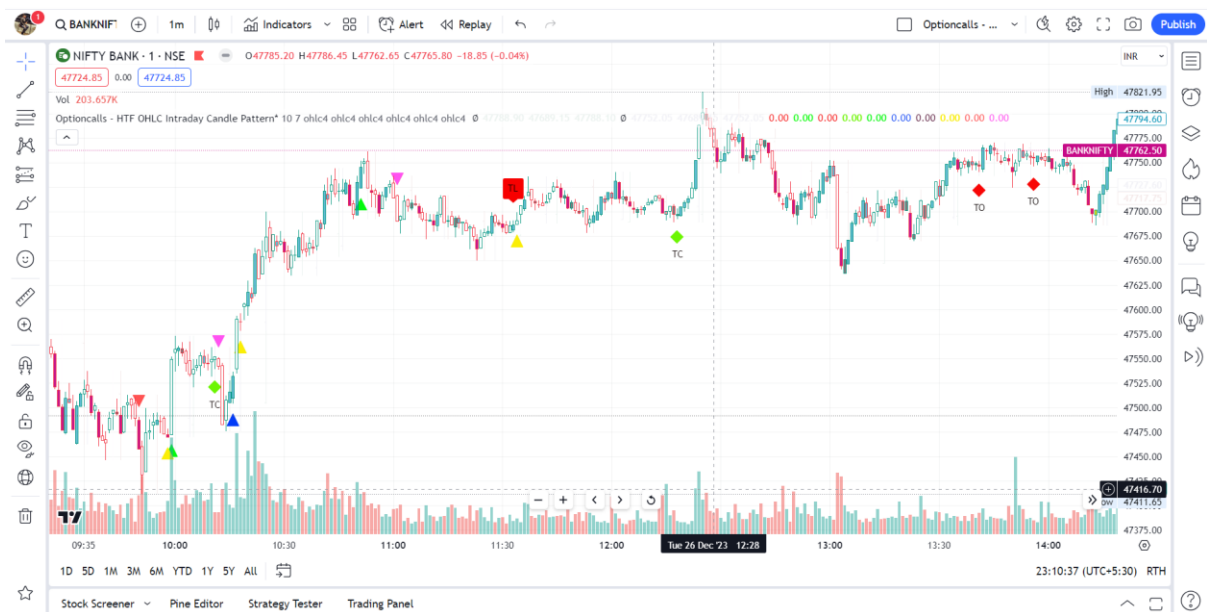 1 BANKNIFT 1m Indicators Alert Replay Optioncalls - ... Publish
NIFTY BANK · 1 · NSE O47785.20 H47786.45 L47762.65 C47765.80 -18.85 (-0.04%) INR
47724.85 0.00 47724.85
Vol 203.657K
High 47821.95
Optioncalls - HTF OHLC Intraday Candle Pattern* 10 7 ohlc4 ohlc4 ohlc4 ohlc4 ohlc4 ohlc4 Ø Ø 0.00 0.00 0.00 0.00 0.00 0.00 0.00 0.00 0.00 0.00
47794.60
47775.00
BANKNIFTY 47762.50
47750.00
TL
TO
TO
47700.00
47675.00
TC
47650.00
47625.00
47600.00
47575.00
47550.00
47525.00
TC
47500.00
47475.00
47450.00
47416.70
47411.65
47375.00
09:35 10:00 10:30 11:00 11:30 12:00 Tue 26 Dec '23 12:28 13:00 13:30 14:00
1D 5D 1M 3M 6M YTD 1Y 5Y All 23:10:37 (UTC+5:30) RTH
Stock Screener Pine Editor Strategy Tester Trading Panel